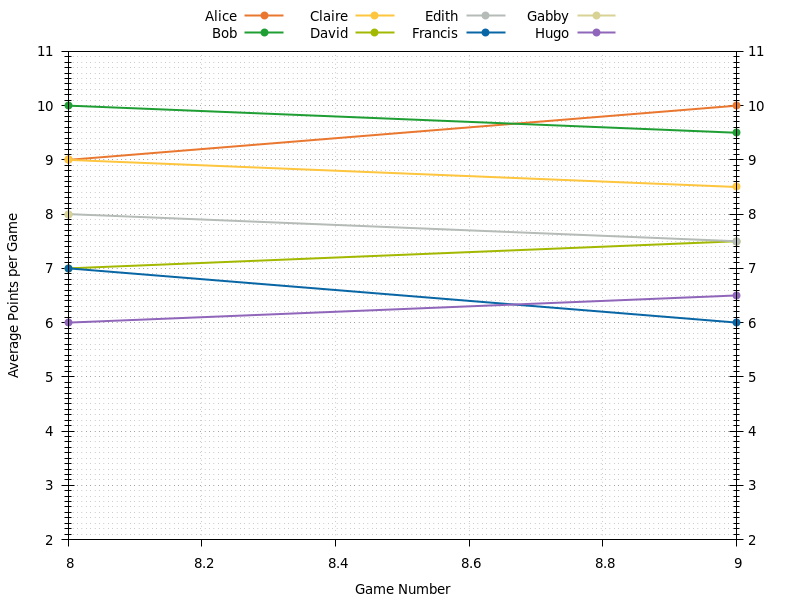 Alice Claire Edith Gabby
Bob David Francis Hugo
11 11
10 10
9 9
8 8
7 7
6 6
5 5
4 4
3 3
2 2
8 8.2 8.4 8.6 8.8 9
Average Points per Game
Game Number